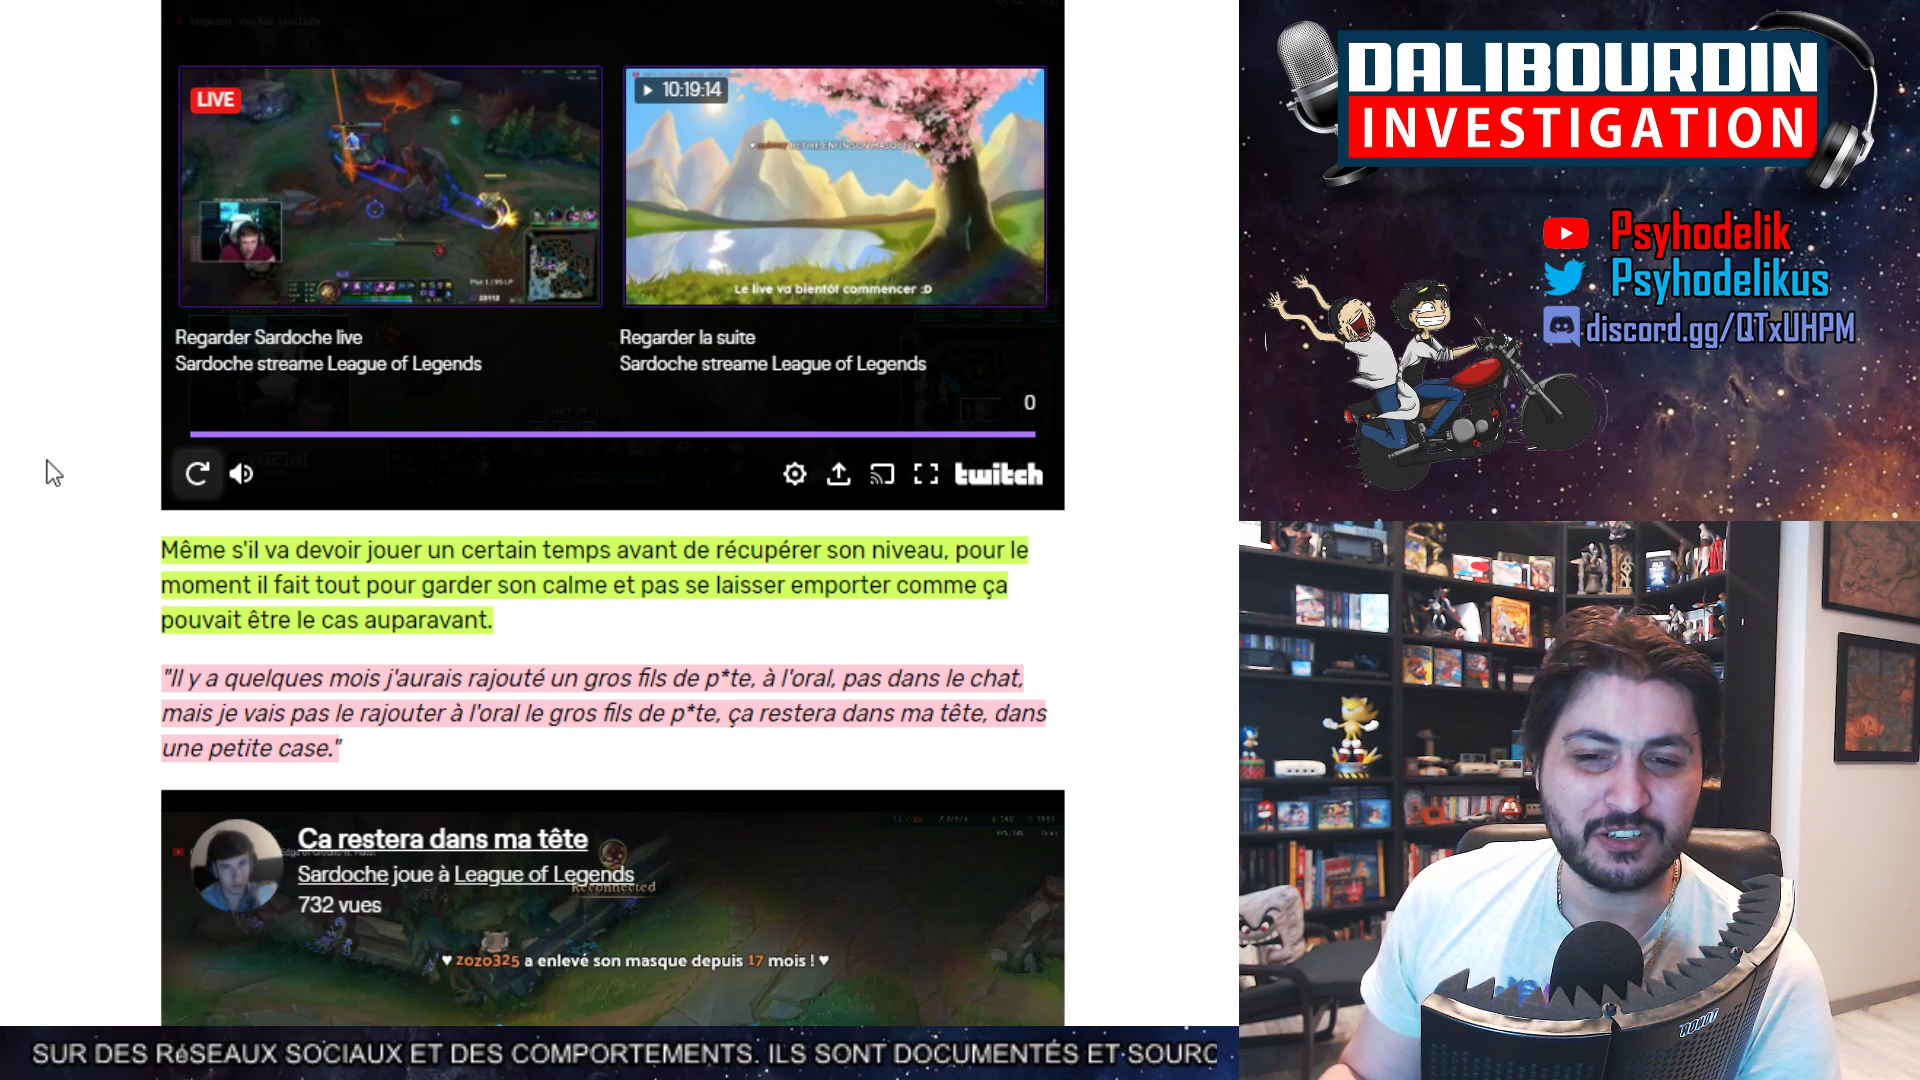 LIVE
10:19:14
Le live va bientôt commencer :D
Regarder Sardoche live
Sardoche streame League of Legends
Regarder la suite
Sardoche streame League of Legends
0
twitch
Même s'il va devoir jouer un certain temps avant de récupérer son niveau, pour le
moment il fait tout pour garder son calme et pas se laisser emporter comme ça
pouvait être le cas auparavant.
"Il y a quelques mois j'aurais rajouté un gros fils de p*te, à l'oral, pas dans le chat,
mais je vais pas le rajouter à l'oral le gros fils de p*te, ça restera dans ma tête, dans
une petite case."
Ca restera dans ma tête
Sardoche joue à League of Legends
Reconnected
732 vues
♥ zozo325 a enlevé son masque depuis 17 mois ! ♥
SUR DES RéSEAUX SOCIAUX ET DES COMPORTEMENTS. ILS SONT DOCUMENTÉS ET SOURC
DALIBOURDIN
INVESTIGATION
Psyhodelik
Psyhodelikus
discord.gg/QTxUHPM